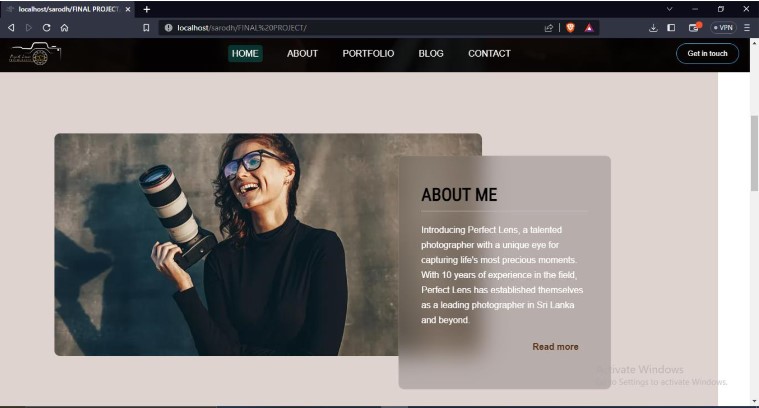 localhost/sarodh/FINAL PROJECT
localhost/sarodh/FINAL%20PROJECT/
VPN
HOME ABOUT PORTFOLIO BLOG CONTACT
Get in touch
ABOUT ME
Introducing Perfect Lens, a talented
photographer with a unique eye for
capturing life's most precious moments.
With 10 years of experience in the field,
Perfect Lens has established themselves
as a leading photographer in Sri Lanka
and beyond.
Read more
Activate Windows
Go to Settings to activate Windows.